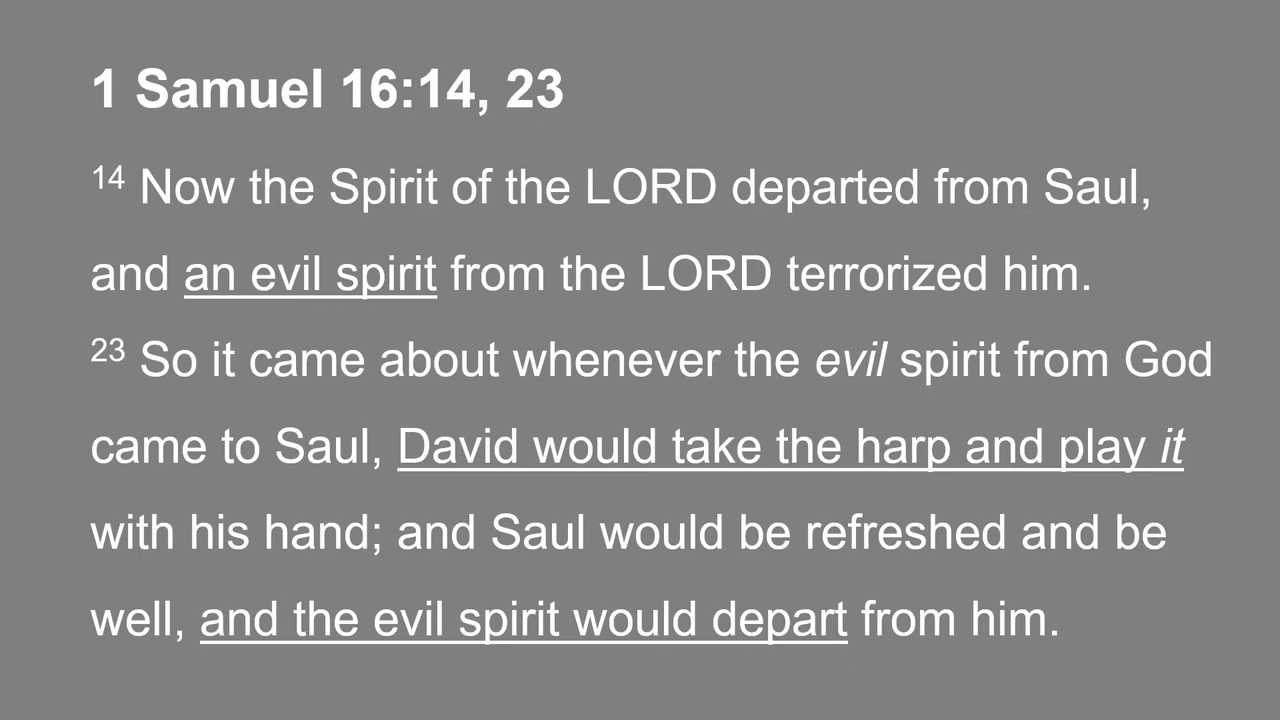 1 Samuel 16:14, 23
14 Now the Spirit of the LORD departed from Saul,
and an evil spirit from the LORD terrorized him.
23 So it came about whenever the evil spirit from God
came to Saul, David would take the harp and play it
with his hand; and Saul would be refreshed and be
well, and the evil spirit would depart from him.